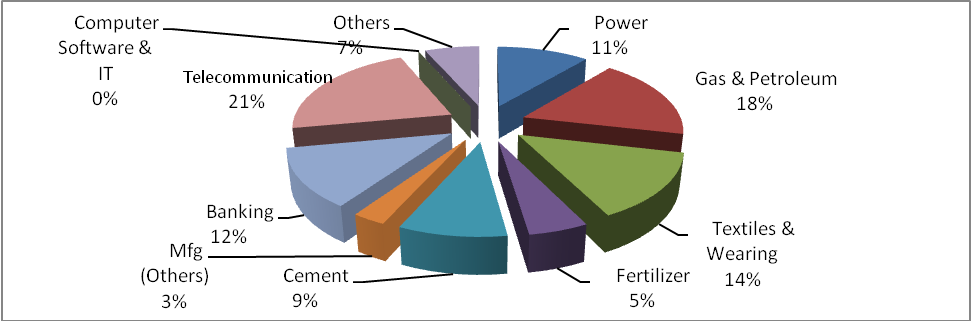 Computer
Software &
IT
0%
Others
7%
Power
11%
Gas & Petroleum
18%
Telecommunication
21%
Banking
12%
Textiles &
Wearing
14%
Mfg
(Others)
3%
Cement
9%
Fertilizer
5%